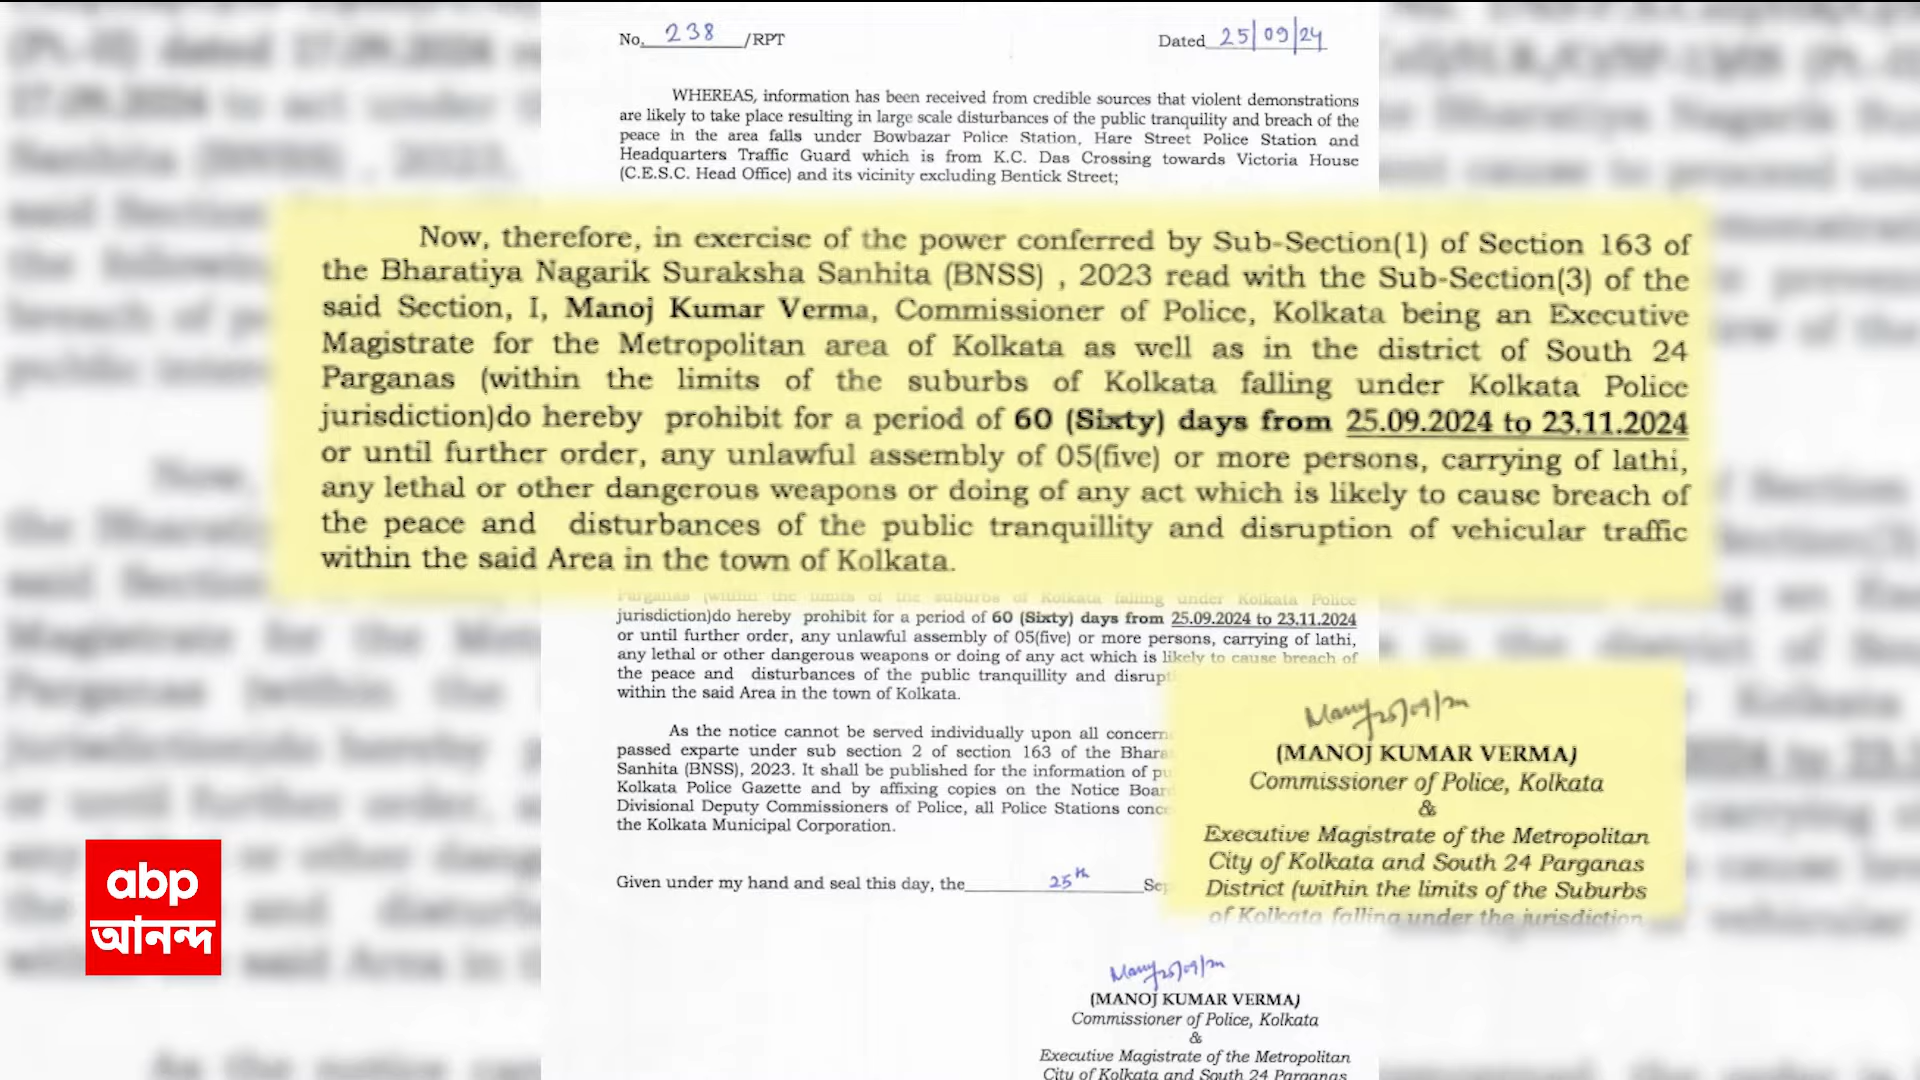 No. 238 /RPT
Dated 25/09/24
WHEREAS, information has been received from credible sources that violent demonstrations
are likely to take place resulting in large scale disturbances of the public tranquility and breach of the
peace in the area falls under Bowbazar Police Station, Hare Street Police Station and
Headquarters Traffic Guard which is from K.C. Das Crossing towards Victoria House
(C.E.S.C. Head Office) and its vicinity excluding Bentick Street;
Now, therefore, in exercise of the power conferred by Sub-Section(1) of Section 163 of
the Bharatiya Nagarik Suraksha Sanhita (BNSS) , 2023 read with the Sub-Section(3) of the
said Section, I, Manoj Kumar Verma, Commissioner of Police, Kolkata being an Executive
Magistrate for the Metropolitan area of Kolkata as well as in the district of South 24
Parganas (within the limits of the suburbs of Kolkata falling under Kolkata Police
jurisdiction)do hereby prohibit for a period of 60 (Sixty) days from 25.09.2024 to 23.11.2024
or until further order, any unlawful assembly of 05(five) or more persons, carrying of lathi,
any lethal or other dangerous weapons or doing of any act which is likely to cause breach of
the peace and disturbances of the public tranquillity and disruption of vehicular traffic
within the said Area in the town of Kolkata.
Parganas (within the limits of the suburbs of Kolkata falling under Kolkata Police
jurisdiction)do hereby prohibit for a period of 60 (Sixty) days from 25.09.2024 to 23.11.2024
or until further order, any unlawful assembly of 05(five) or more persons, carrying of lathi,
any lethal or other dangerous weapons or doing of any act which is likely to cause breach of
the peace and disturbances of the public tranquillity and disrupt
within the said Area in the town of Kolkata.
As the notice cannot be served individually upon all concern
passed exparte under sub section 2 of section 163 of the Bhara
Sanhita (BNSS), 2023. It shall be published for the information of pu
Kolkata Police Gazette and by affixing copies on the Notice Boar
Divisional Deputy Commissioners of Police, all Police Stations conc
the Kolkata Municipal Corporation.
Given under my hand and seal this day, the 25th Sep
(MANOJ KUMAR VERMA)
Commissioner of Police, Kolkata
&
Executive Magistrate of the Metropolitan
City of Kolkata and South 24 Parganas
District (within the limits of the Suburbs
of Kolkata falling under the jurisdiction
(MANOJ KUMAR VERMA)
Commissioner of Police, Kolkata
&
Executive Magistrate of the Metropolitan
City of Kolkata and South 24 Parganas
abp
আনন্দ